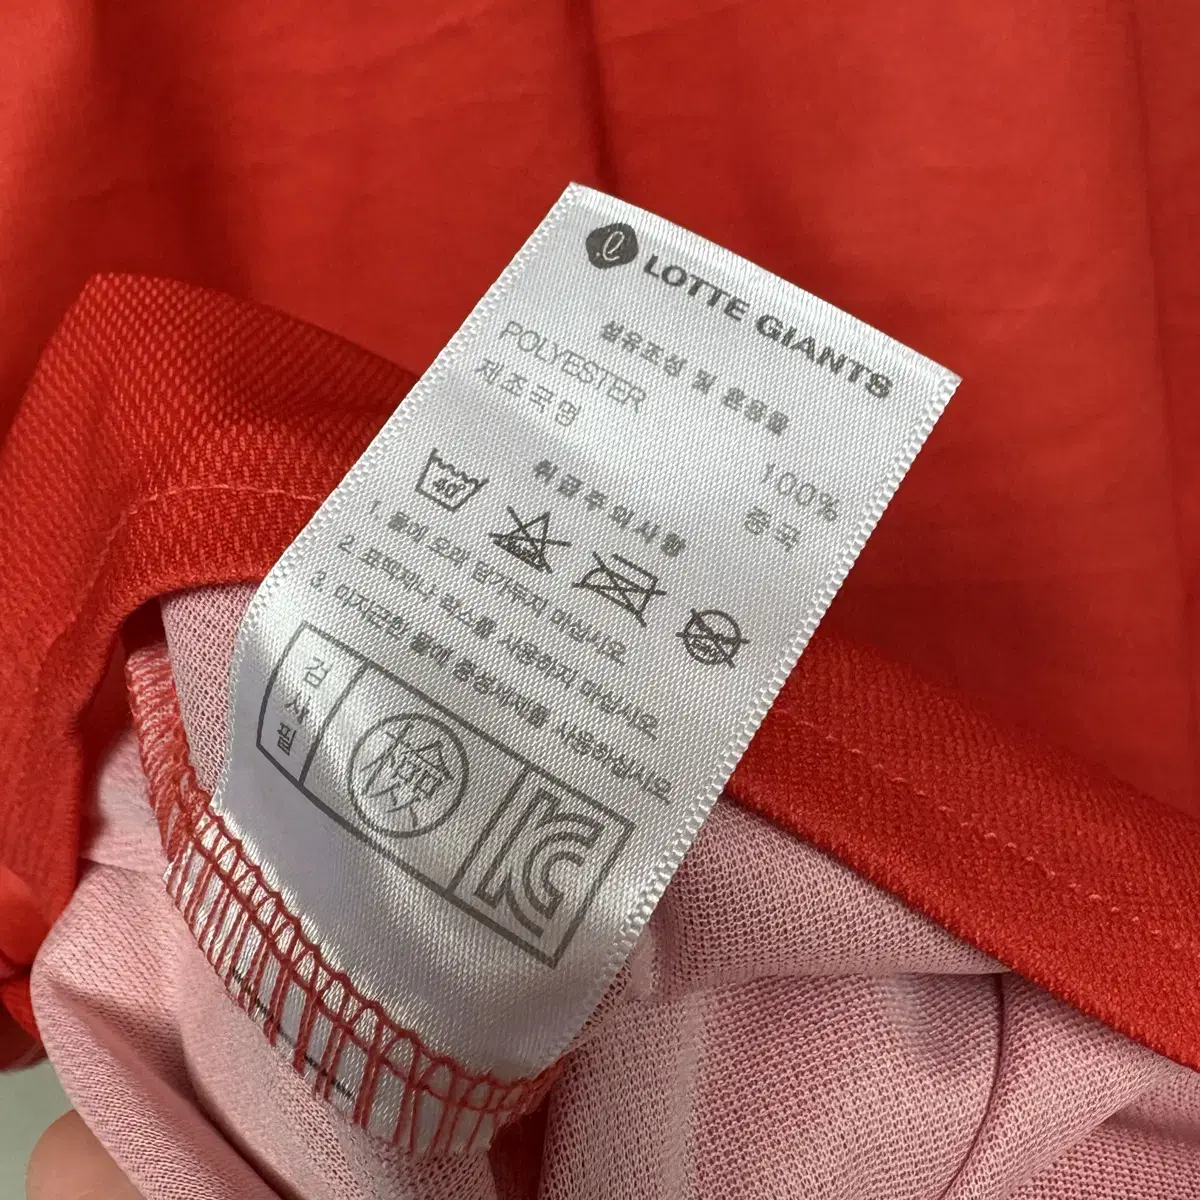 LOTTE GIANTS
섬유조성 및 혼용률
POLYESTER 100%
제조국명 중국
취급주의사항
40°
1. 물에 오래 담가두지 마십시오
2. 표백제나 락스를 사용하지 마십시오
3. 미지근한 물에 중성세제를 사용하십시오
검사필 檢 KC